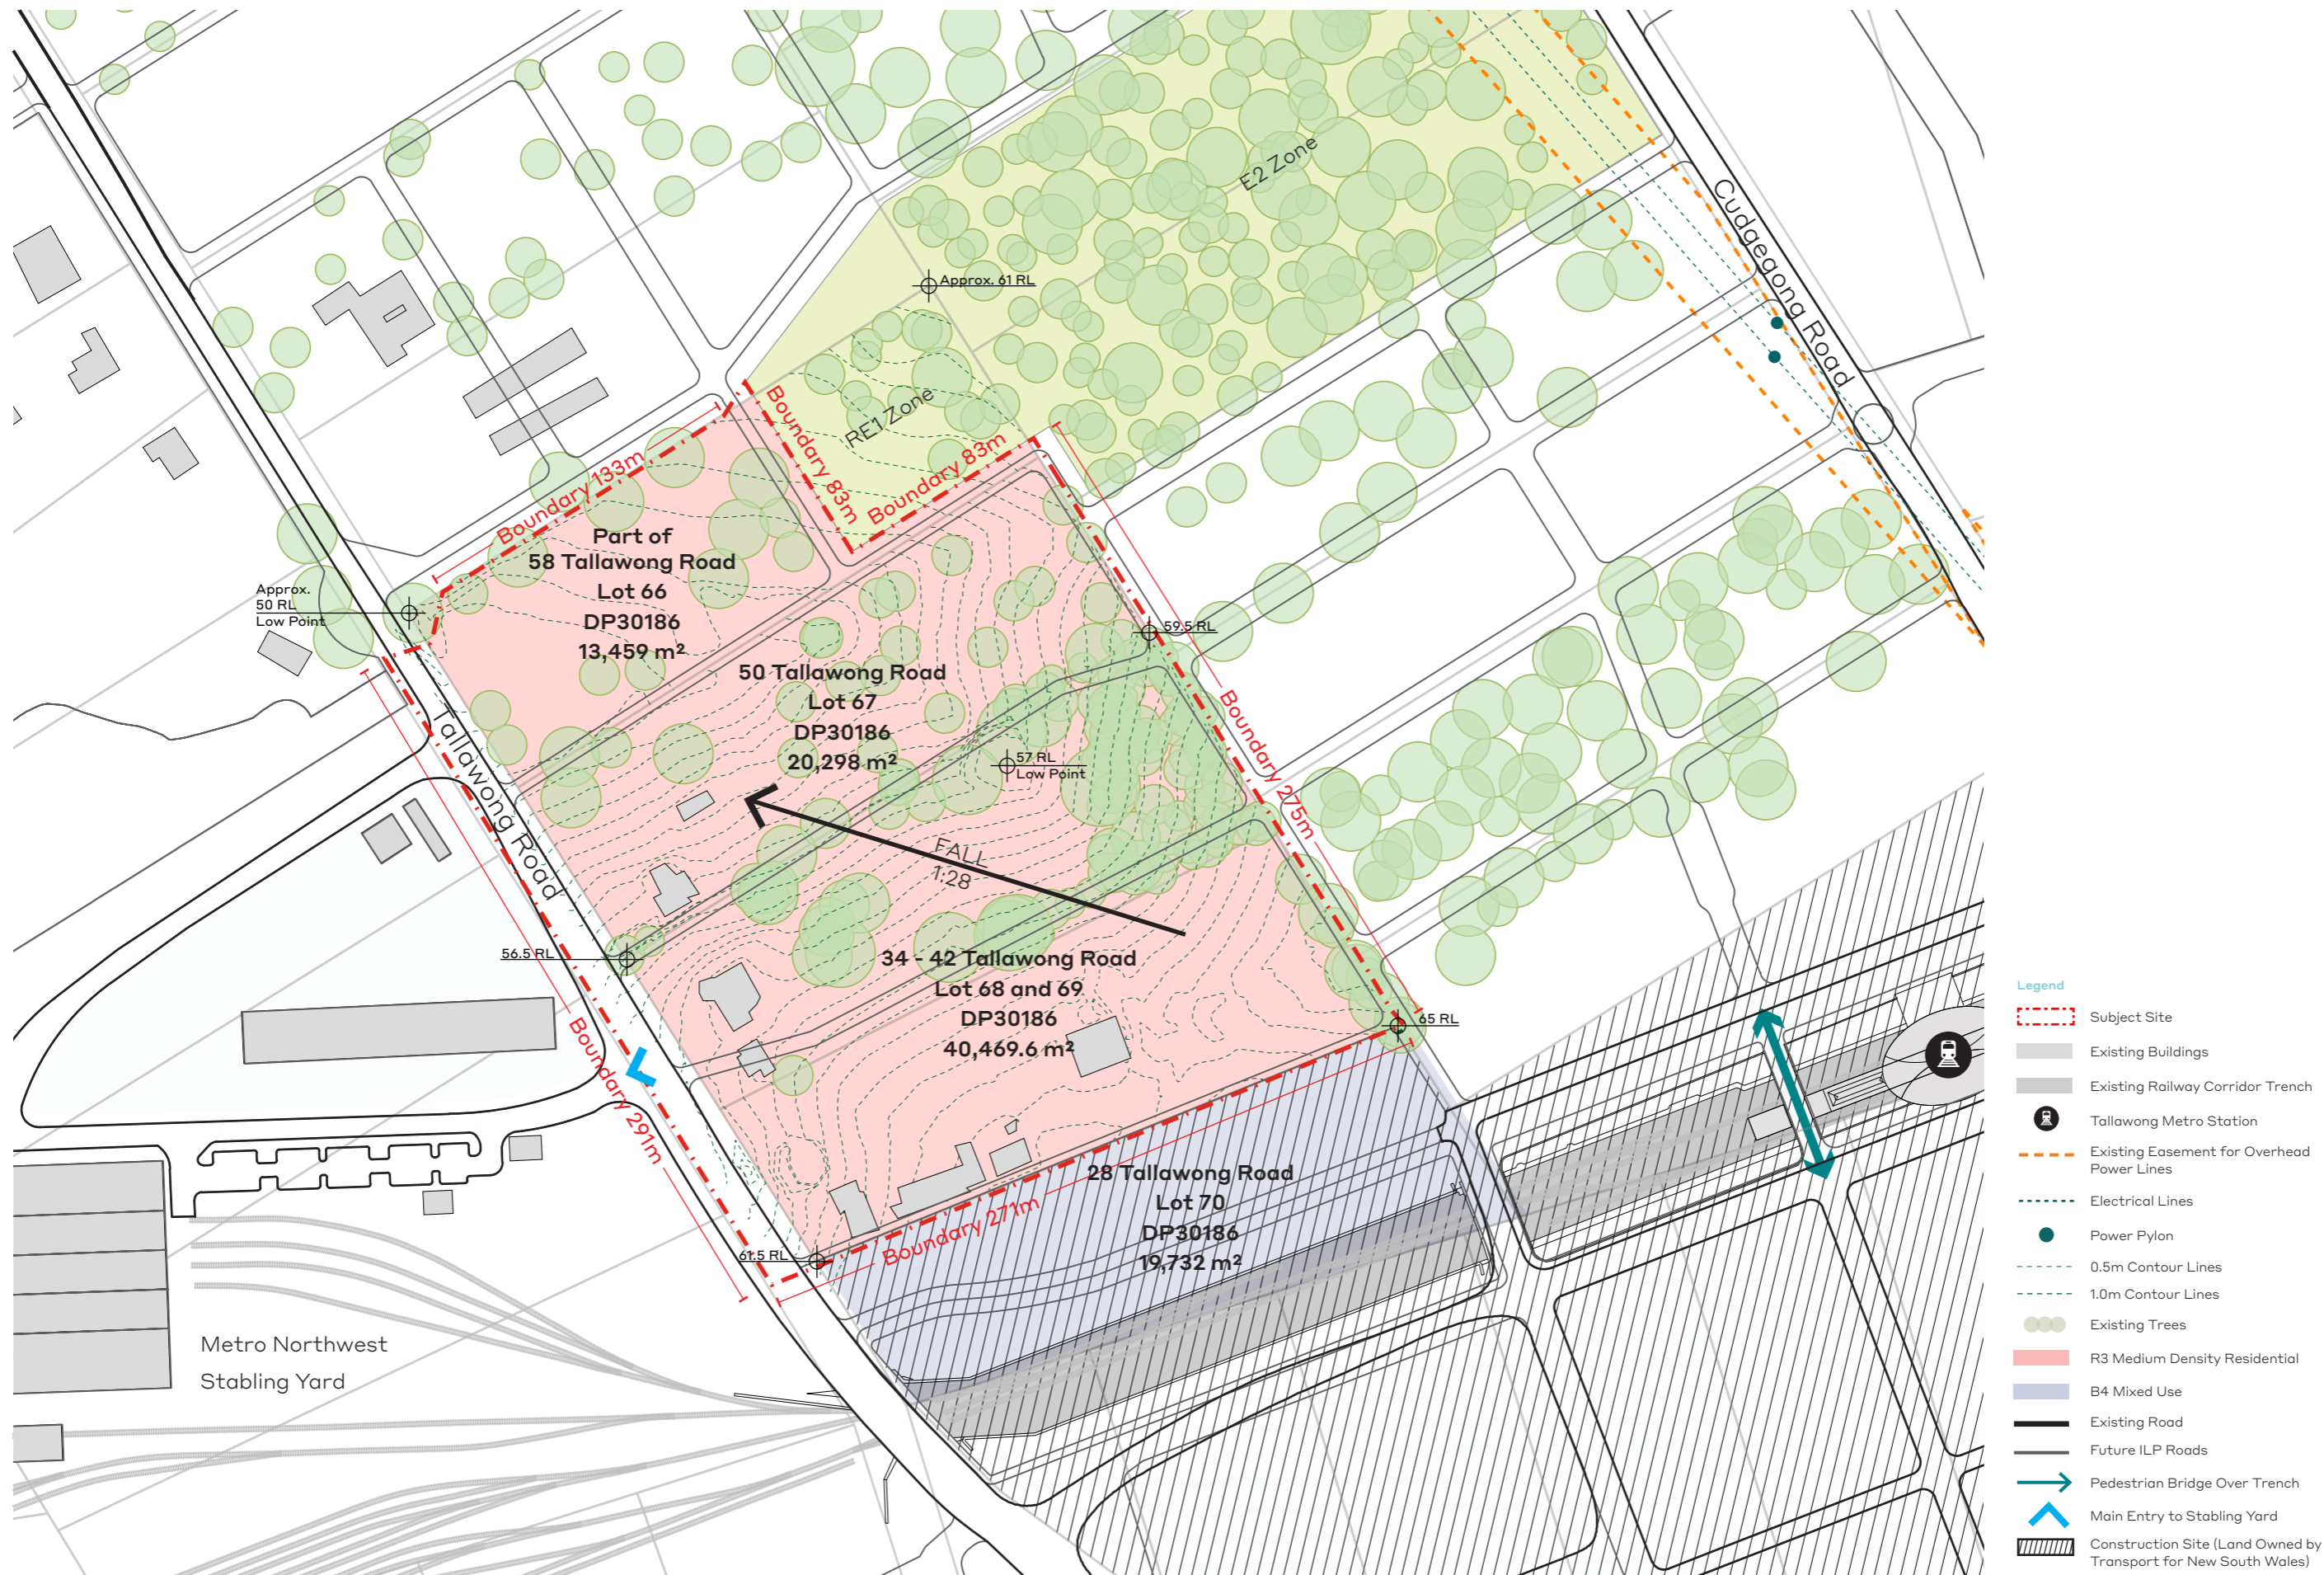 E2 Zone
Cudgegong Road
Approx. 61 RL
RE1 Zone
Boundary 83m
Boundary 83m
Boundary 133m
Part of
58 Tallawong Road
Lot 66
DP30186
13,459 m²
Approx.
50 RL
Low Point
59.5 RL
50 Tallawong Road
Lot 67
DP30186
20,298 m²
57 RL
Low Point
Boundary 275m
Tallawong Road
FALL
1:28
56.5 RL
34 - 42 Tallawong Road
Lot 68 and 69
DP30186
40,469.6 m²
65 RL
Boundary 291m
28 Tallawong Road
Lot 70
DP30186
19,732 m²
Boundary 271m
61.5 RL
Metro Northwest
Stabling Yard
Legend
Subject Site
Existing Buildings
Existing Railway Corridor Trench
Tallawong Metro Station
Existing Easement for Overhead
Power Lines
Electrical Lines
Power Pylon
0.5m Contour Lines
1.0m Contour Lines
Existing Trees
R3 Medium Density Residential
B4 Mixed Use
Existing Road
Future ILP Roads
Pedestrian Bridge Over Trench
Main Entry to Stabling Yard
Construction Site (Land Owned by
Transport for New South Wales)